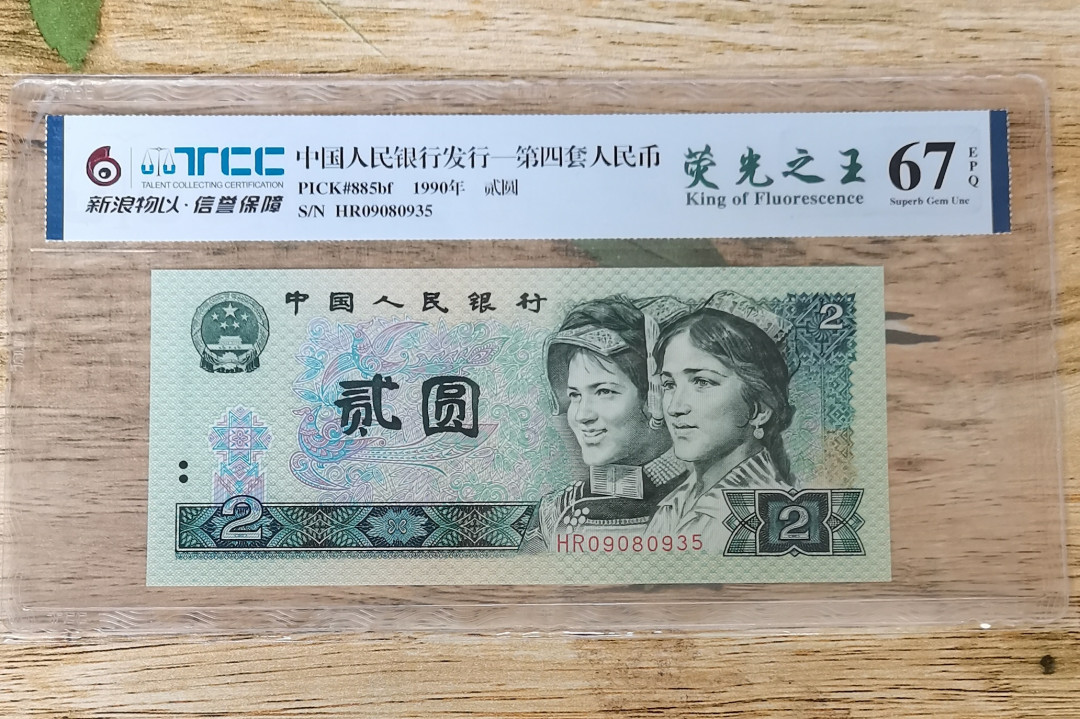 TCC
TALENT COLLECTING CERTIFICATION
新浪物以·信誉保障
中国人民银行发行—第四套人民币
PICK#885bf 1990年 贰圆
S/N HR09080935
荧光之王
King of Fluorescence
67 EPQ
Superb Gem Unc
中国人民银行
2
贰圆
2
HR09080935
2